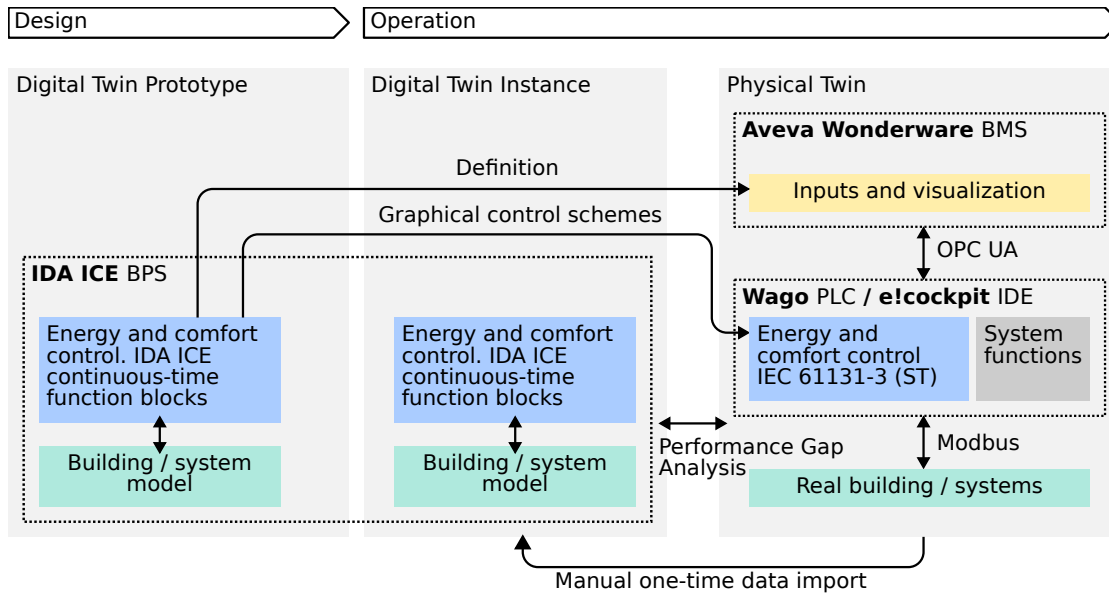 Design
Operation
Digital Twin Prototype
Digital Twin Instance
Physical Twin
Aveva Wonderware BMS
Definition
Inputs and visualization
Graphical control schemes
OPC UA
IDA ICE BPS
Wago PLC / e!cockpit IDE
Energy and comfort
control. IDA ICE
continuous-time
function blocks
Energy and comfort
control. IDA ICE
continuous-time
function blocks
Energy and
comfort control
IEC 61131-3 (ST)
System
functions
Building / system
model
Building / system
model
Performance Gap
Analysis
Modbus
Real building / systems
Manual one-time data import